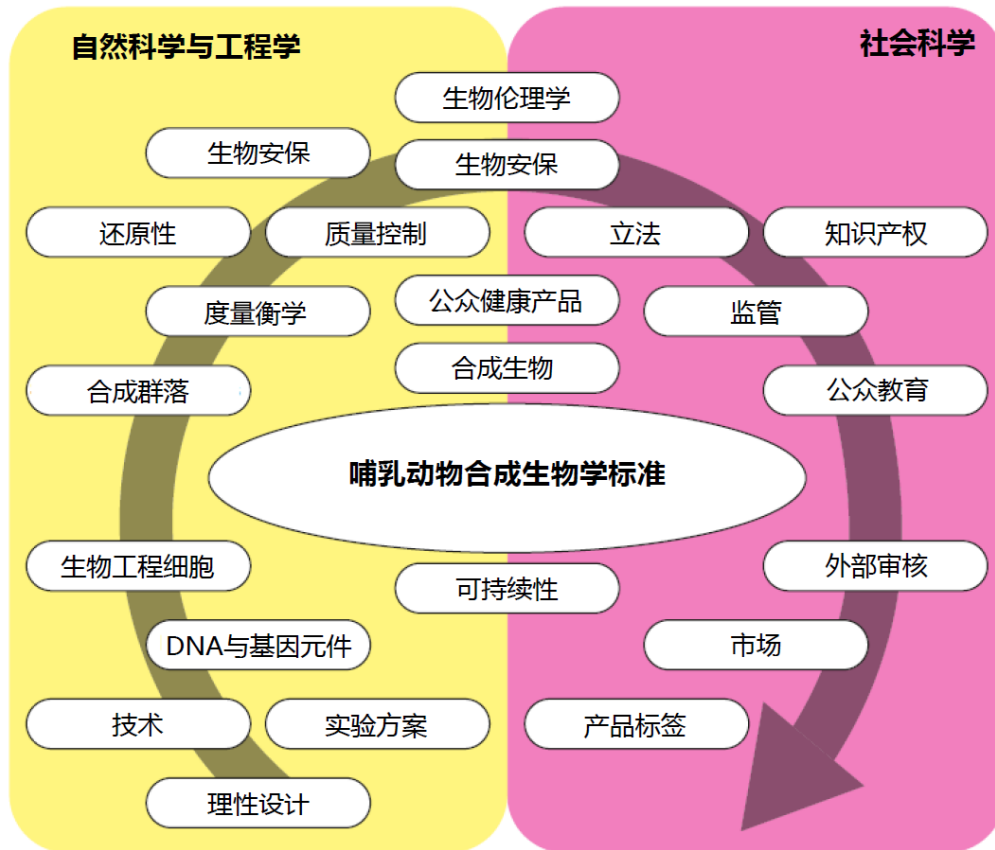 自然科学与工程学
社会科学
生物伦理学
生物安保
生物安保
还原性
质量控制
立法
知识产权
度量衡学
公众健康产品
监管
合成生物
合成群落
公众教育
哺乳动物合成生物学标准
生物工程细胞
可持续性
外部审核
DNA与基因元件
市场
技术
实验方案
产品标签
理性设计